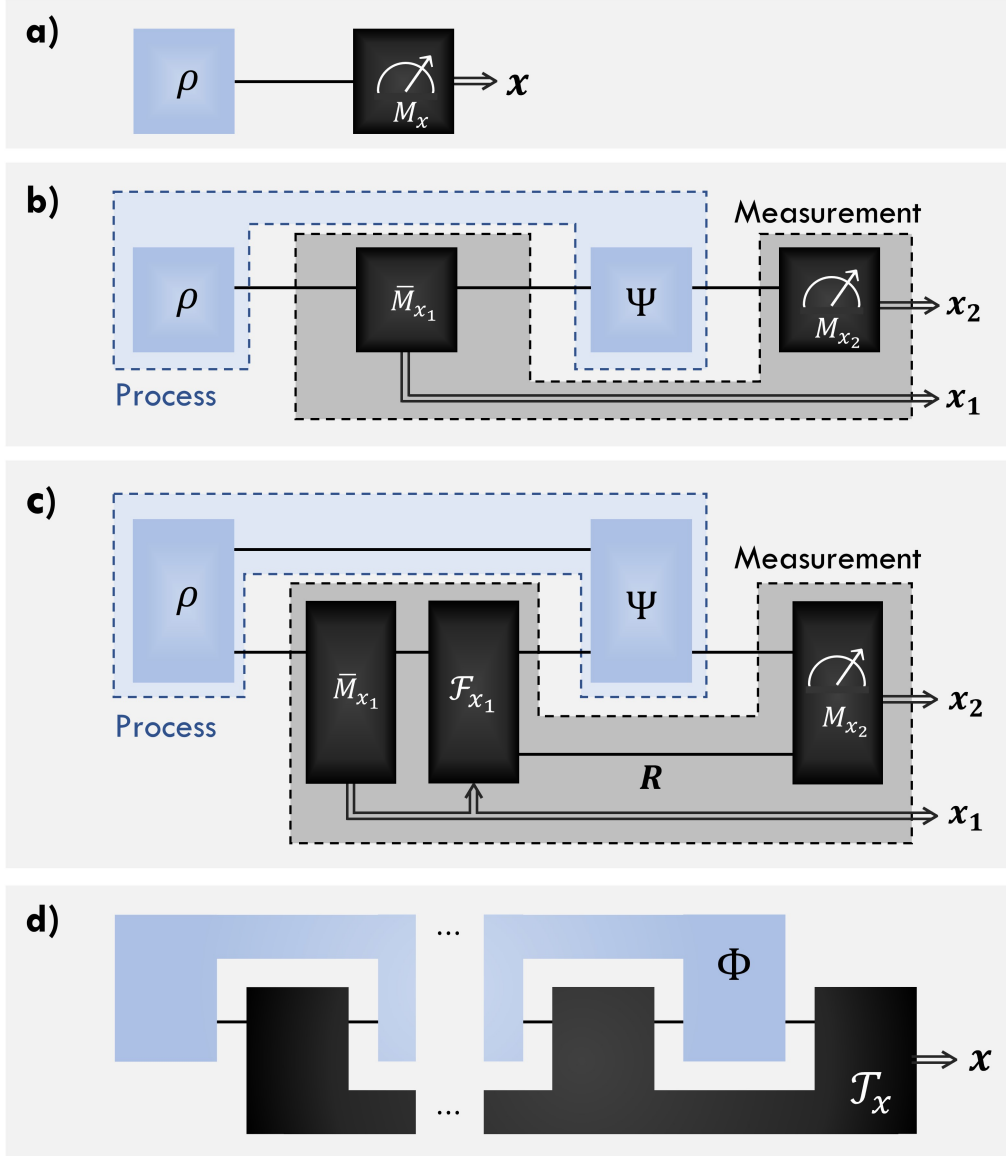 a)
ρ
M_x
x
b)
Measurement
ρ
M̄_{x_1}
Ψ
M_{x_2}
x_2
Process
x_1
c)
Measurement
ρ
M̄_{x_1}
ℱ_{x_1}
Ψ
M_{x_2}
x_2
Process
R
x_1
d)
...
Φ
𝒯_x
x
...